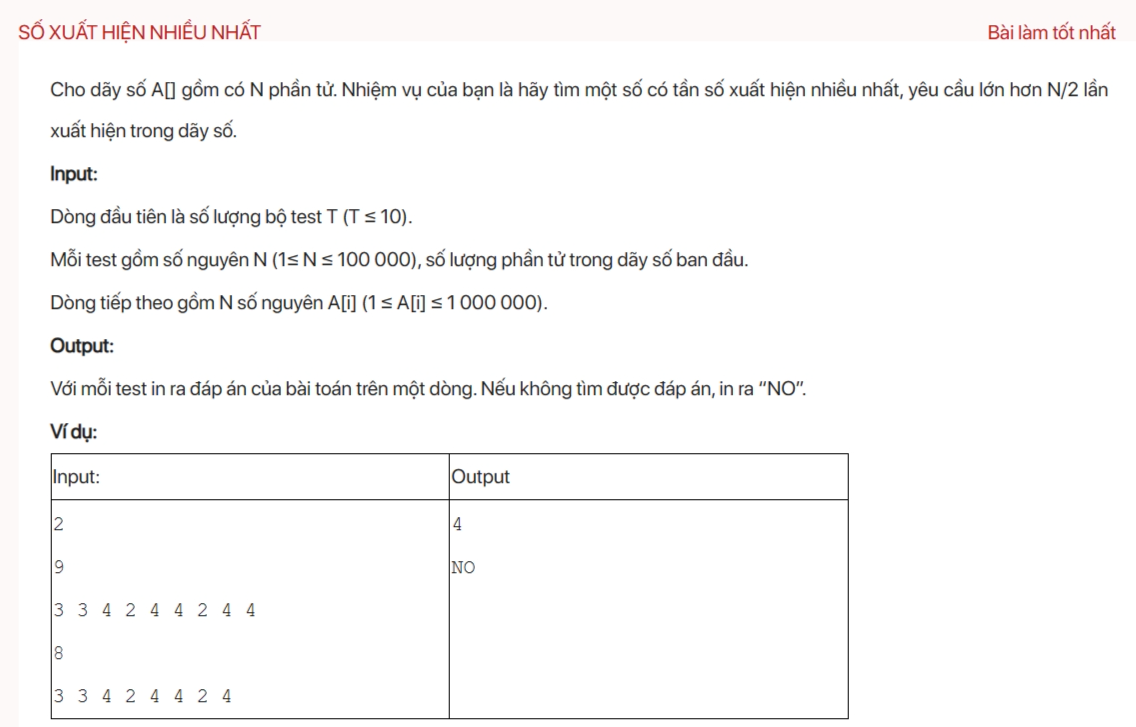 SỐ XUẤT HIỆN NHIỀU NHẤT Bài làm tốt nhất
Cho dãy số A[] gồm có N phần tử. Nhiệm vụ của bạn là hãy tìm một số có tần số xuất hiện nhiều nhất, yêu cầu lớn hơn N/2 lần
xuất hiện trong dãy số.
Input:
Dòng đầu tiên là số lượng bộ test T (T ≤ 10).
Mỗi test gồm số nguyên N (1≤ N ≤ 100 000), số lượng phần tử trong dãy số ban đầu.
Dòng tiếp theo gồm N số nguyên A[i] (1 ≤ A[i] ≤ 1 000 000).
Output:
Với mỗi test in ra đáp án của bài toán trên một dòng. Nếu không tìm được đáp án, in ra “NO”.
Ví dụ:
Input: Output
2 4
9 NO
3 3 4 2 4 4 2 4 4
8
3 3 4 2 4 4 2 4